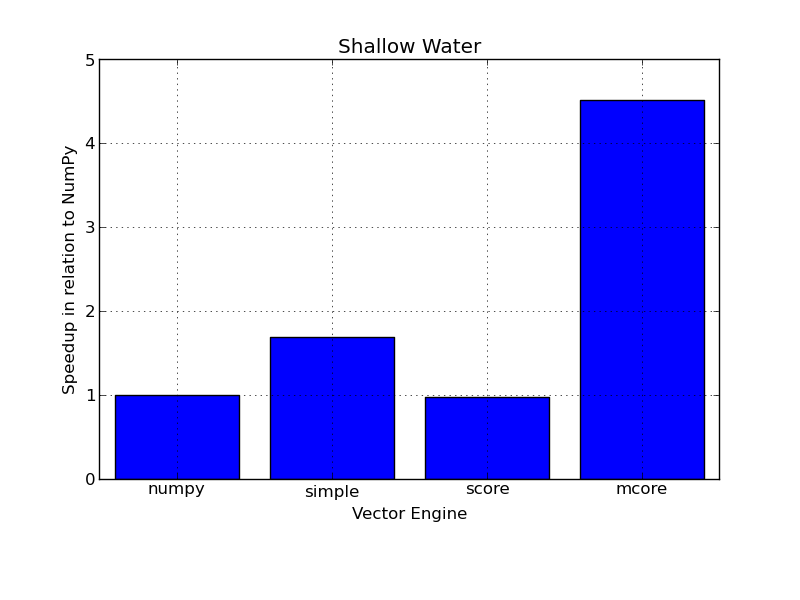 Shallow Water
5
4
3
2
1
0
Speedup in relation to NumPy
numpy simple score mcore
Vector Engine